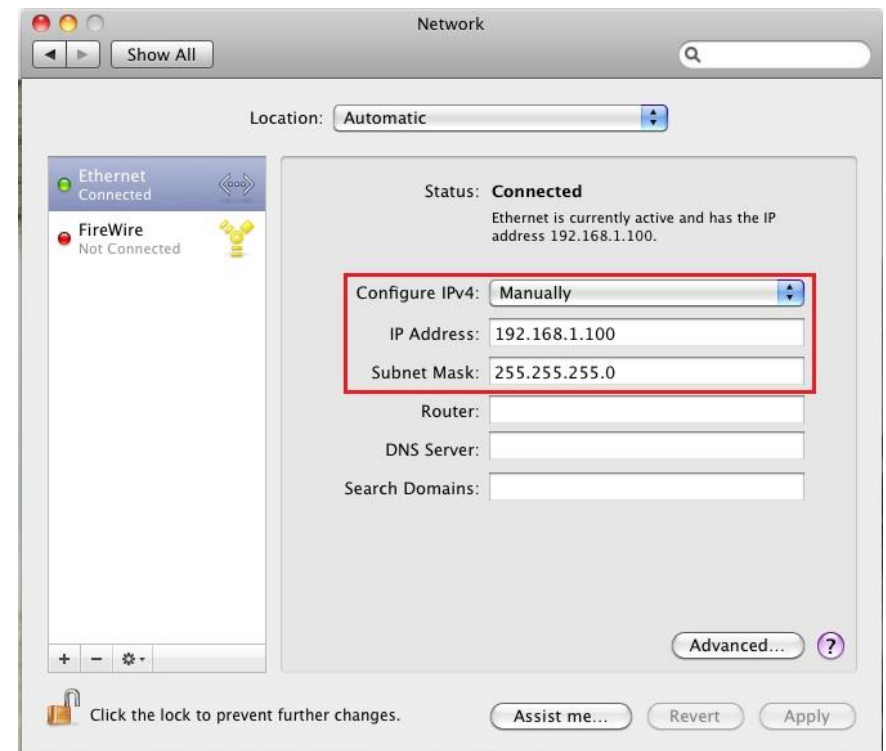 Network
Show All
Location: Automatic
Ethernet
Connected
FireWire
Not Connected
Status: Connected
Ethernet is currently active and has the IP
address 192.168.1.100.
Configure IPv4: Manually
IP Address: 192.168.1.100
Subnet Mask: 255.255.255.0
Router:
DNS Server:
Search Domains:
Advanced... ?
Click the lock to prevent further changes.
Assist me... Revert Apply